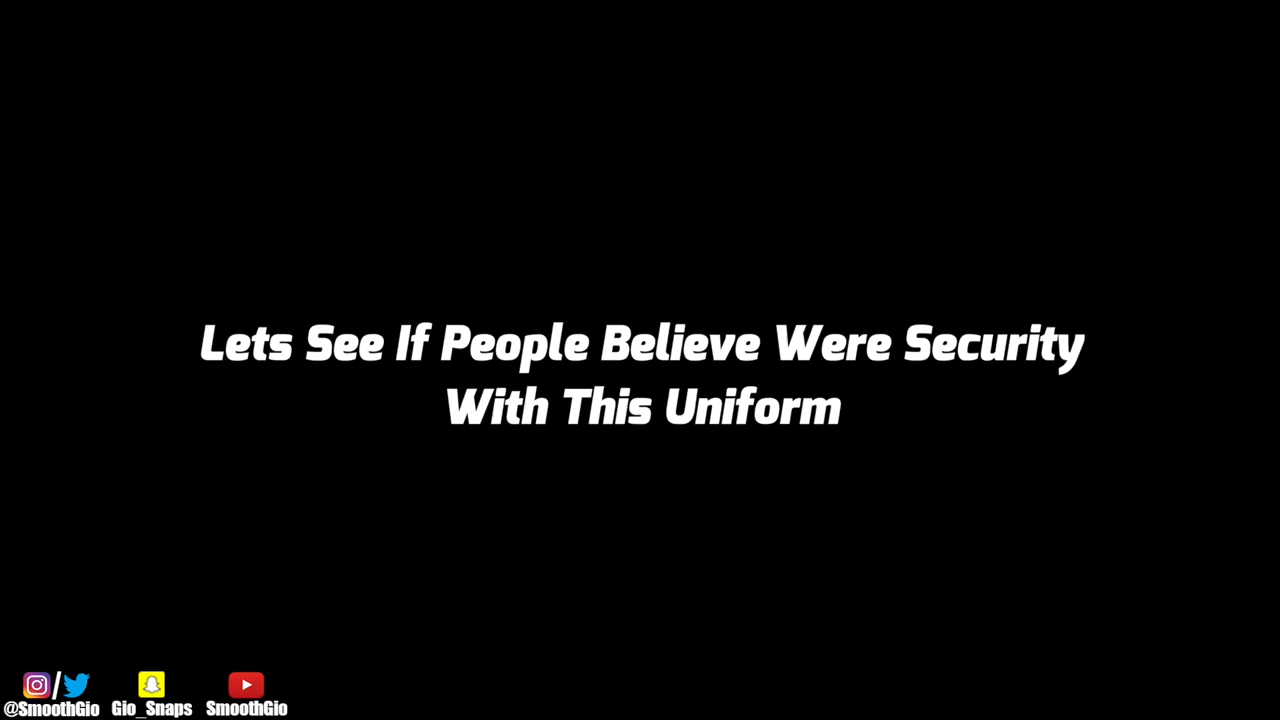 Lets See If People Believe Were Security
With This Uniform
@SmoothGio Gio_Snaps SmoothGio